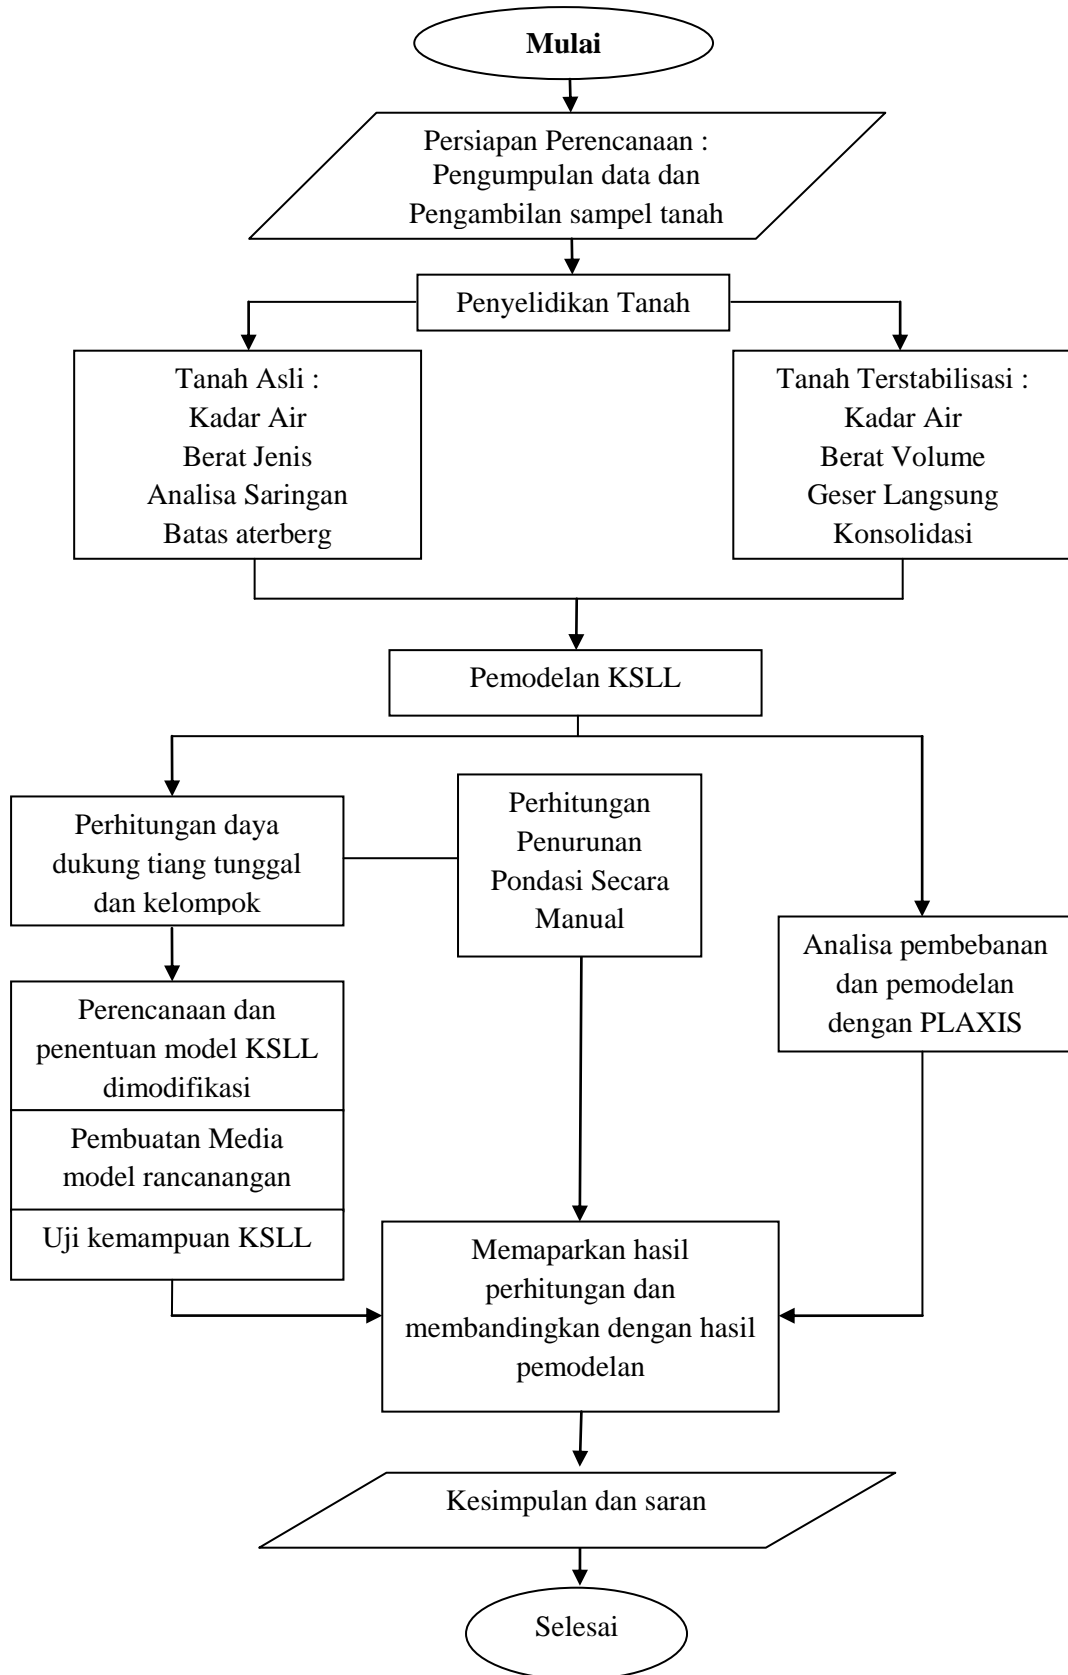 Mulai
Persiapan Perencanaan :
Pengumpulan data dan
Pengambilan sampel tanah
Penyelidikan Tanah
Tanah Asli :
Kadar Air
Berat Jenis
Analisa Saringan
Batas aterberg
Tanah Terstabilisasi :
Kadar Air
Berat Volume
Geser Langsung
Konsolidasi
Pemodelan KSLL
Perhitungan daya
dukung tiang tunggal
dan kelompok
Perhitungan
Penurunan
Pondasi Secara
Manual
Analisa pembebanan
dan pemodelan
dengan PLAXIS
Perencanaan dan
penentuan model KSLL
dimodifikasi
Pembuatan Media
model rancanangan
Uji kemampuan KSLL
Memaparkan hasil
perhitungan dan
membandingkan dengan hasil
pemodelan
Kesimpulan dan saran
Selesai